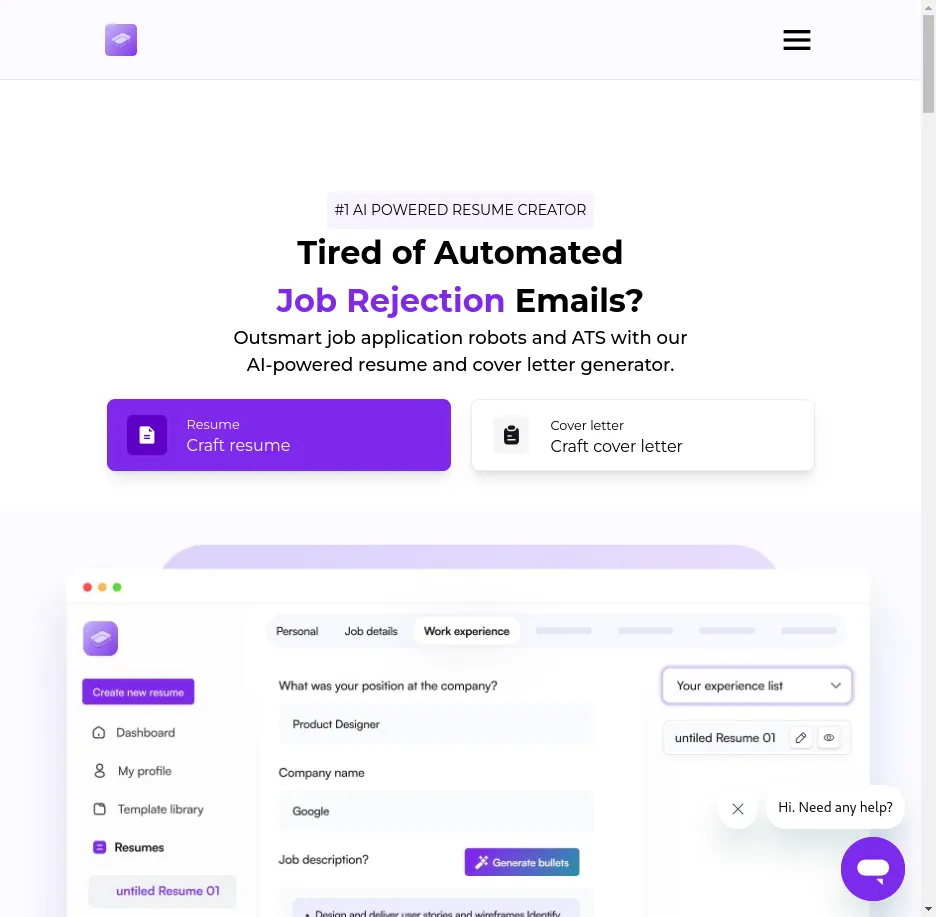 #1 AI POWERED RESUME CREATOR
Tired of Automated
Job Rejection Emails?
Outsmart job application robots and ATS with our
AI-powered resume and cover letter generator.
Resume
Craft resume
Cover letter
Craft cover letter
Personal Job details Work experience
Create new resume
Dashboard
My profile
Template library
Resumes
untiled Resume 01
What was your position at the company?
Product Designer
Company name
Google
Job description?
Generate bullets
• Design and deliver user stories and wireframes Identify
Your experience list
untiled Resume 01
Hi. Need any help?